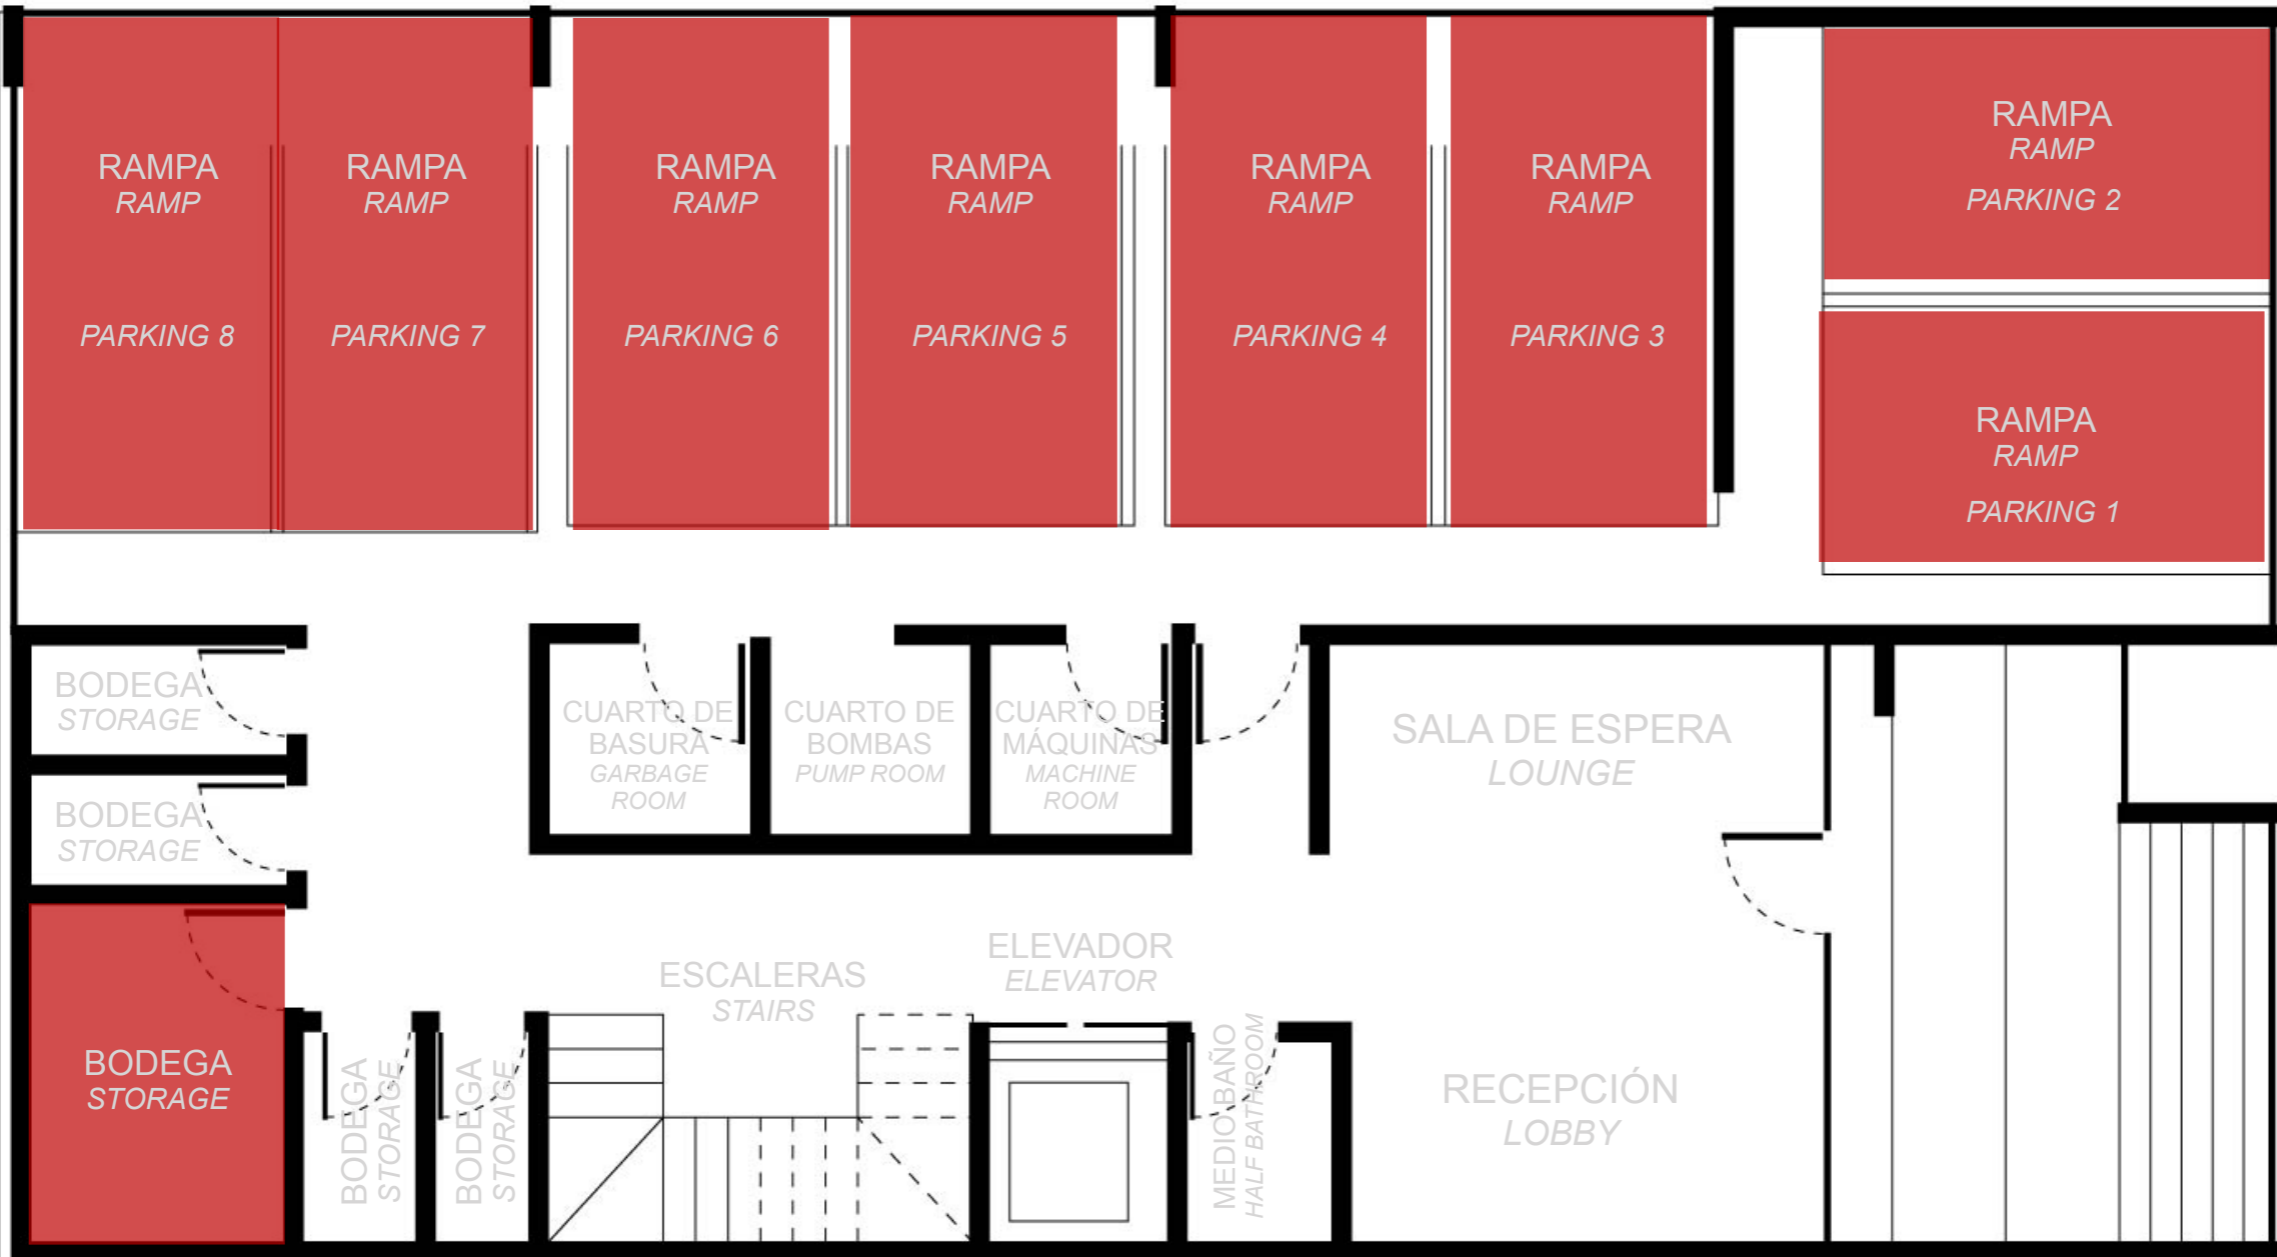 RAMPA
RAMP
PARKING 8
RAMPA
RAMP
PARKING 7
RAMPA
RAMP
PARKING 6
RAMPA
RAMP
PARKING 5
RAMPA
RAMP
PARKING 4
RAMPA
RAMP
PARKING 3
RAMPA
RAMP
PARKING 2
RAMPA
RAMP
PARKING 1
BODEGA
STORAGE
BODEGA
STORAGE
BODEGA
STORAGE
BODEGA
STORAGE
BODEGA
STORAGE
CUARTO DE
BASURA
GARBAGE
ROOM
CUARTO DE
BOMBAS
PUMP ROOM
CUARTO DE
MÁQUINAS
MACHINE
ROOM
SALA DE ESPERA
LOUNGE
ESCALERAS
STAIRS
ELEVADOR
ELEVATOR
MEDIO BAÑO
HALF BATHROOM
RECEPCIÓN
LOBBY